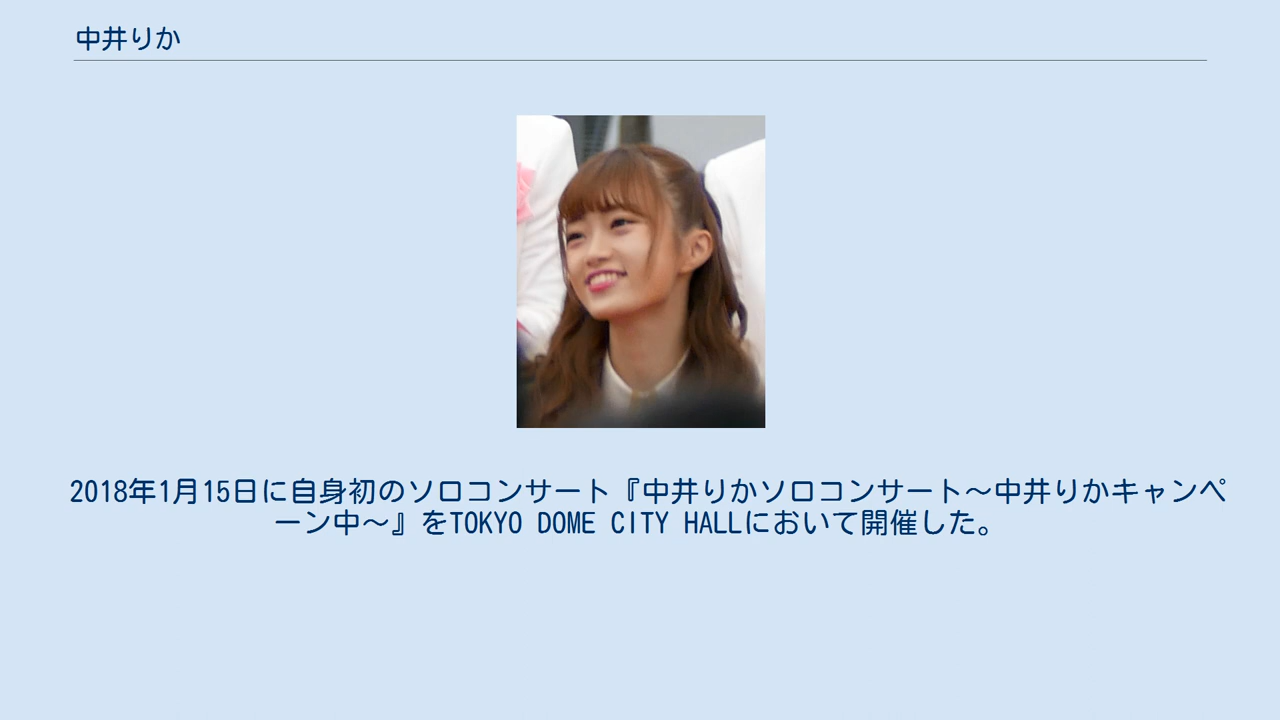 中井りか
2018年1月15日に自身初のソロコンサート『中井りかソロコンサート～中井りかキャンペ
ーン中～』をTOKYO DOME CITY HALLにおいて開催した。